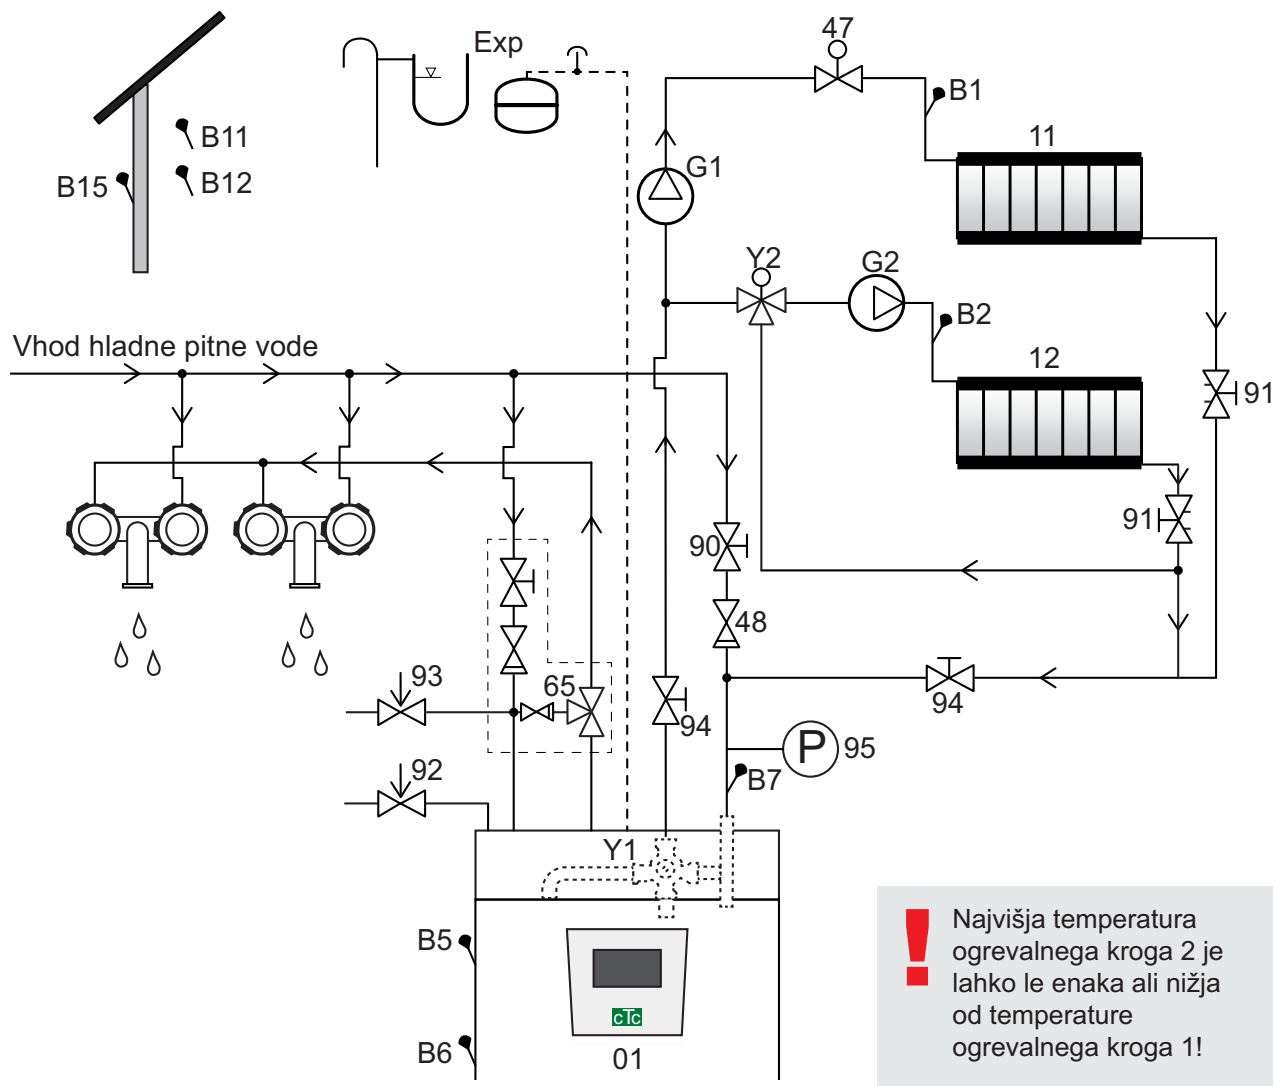 47
Exp
B1
B11
11
G1
B12
B15
Y2
G2
B2
Vhod hladne pitne vode
12
91
91
90
48
93
65
94
94
95
P
92
B7
Y1
B5
cTc
B6
01
Najvišja temperatura
ogrevalnega kroga 2 je
lahko le enaka ali nižja
od temperature
ogrevalnega kroga 1!